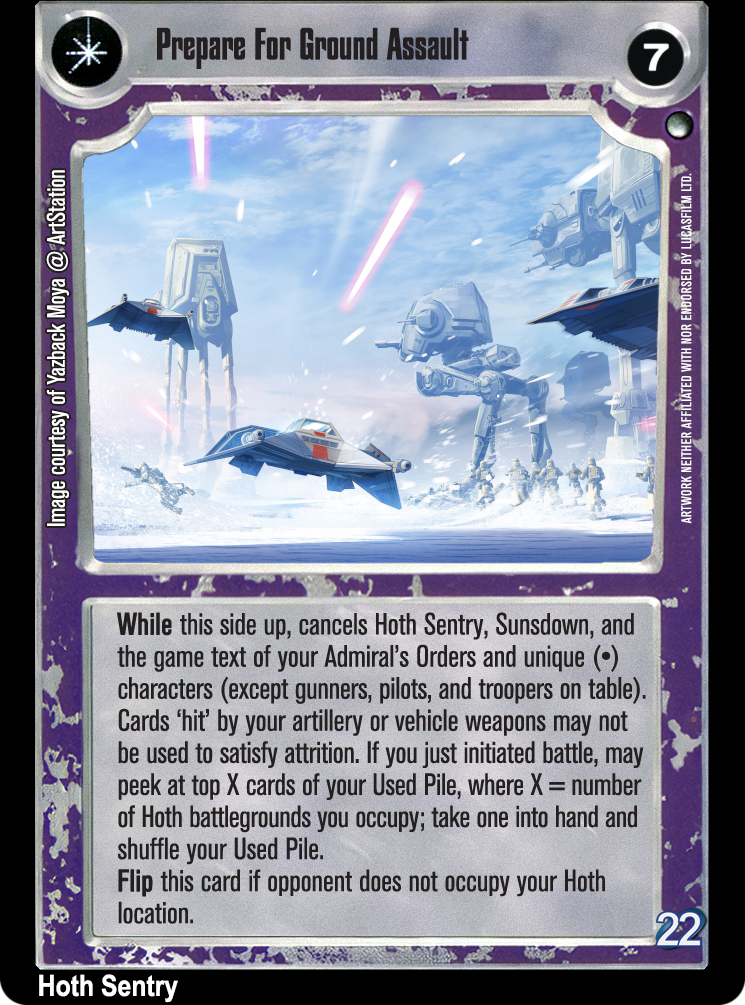 Prepare For Ground Assault
7
Image courtesy of Yazback Moya @ ArtStation
ARTWORK NEITHER AFFILIATED WITH NOR ENDORSED BY LUCASFILM LTD.
While this side up, cancels Hoth Sentry, Sunsdown, and
the game text of your Admiral's Orders and unique (•)
characters (except gunners, pilots, and troopers on table).
Cards ‘hit’ by your artillery or vehicle weapons may not
be used to satisfy attrition. If you just initiated battle, may
peek at top X cards of your Used Pile, where X = number
of Hoth battlegrounds you occupy; take one into hand and
shuffle your Used Pile.
Flip this card if opponent does not occupy your Hoth
location.
22
Hoth Sentry